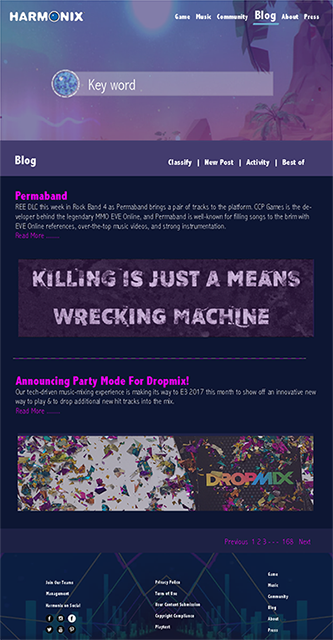 HARMONIX
Game Music Community Blog About Press
Key word
Blog
Classify | New Post | Activity | Best of
Permaband
REE DLC this week in Rock Band 4 as Permaband brings a pair of tracks to the platform. CCP Games is the de-
veloper behind the legendary MMO EVE Online, and Permaband is well-known for filling songs to the brim with
EVE Online references, over-the-top music videos, and strong instrumentation.
Read More ........
KILLING IS JUST A MEANS
WRECKING MACHINE
Announcing Party Mode For Dropmix!
Our tech-driven music-mixing experience is making its way to E3 2017 this month to show off an innovative new
way to play & to drop additional new hit tracks into the mix.
Read More ........
DROPMIX
Previous 1 2 3 - - - 168 Next
Join Our Teams
Management
Harmonix on Social
Privacy Policy
Term of Use
User Content Submission
Copyright Compliance
Playtest
Game
Music
Community
Blog
About
Press